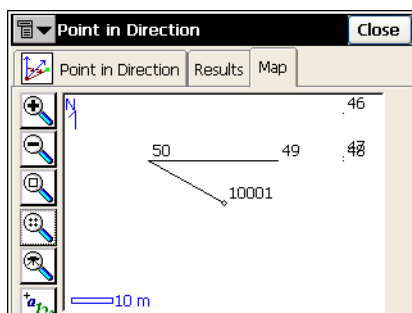 Point in Direction Close
Point in Direction Results Map
N
46
50 49 47
48
10001
10 m